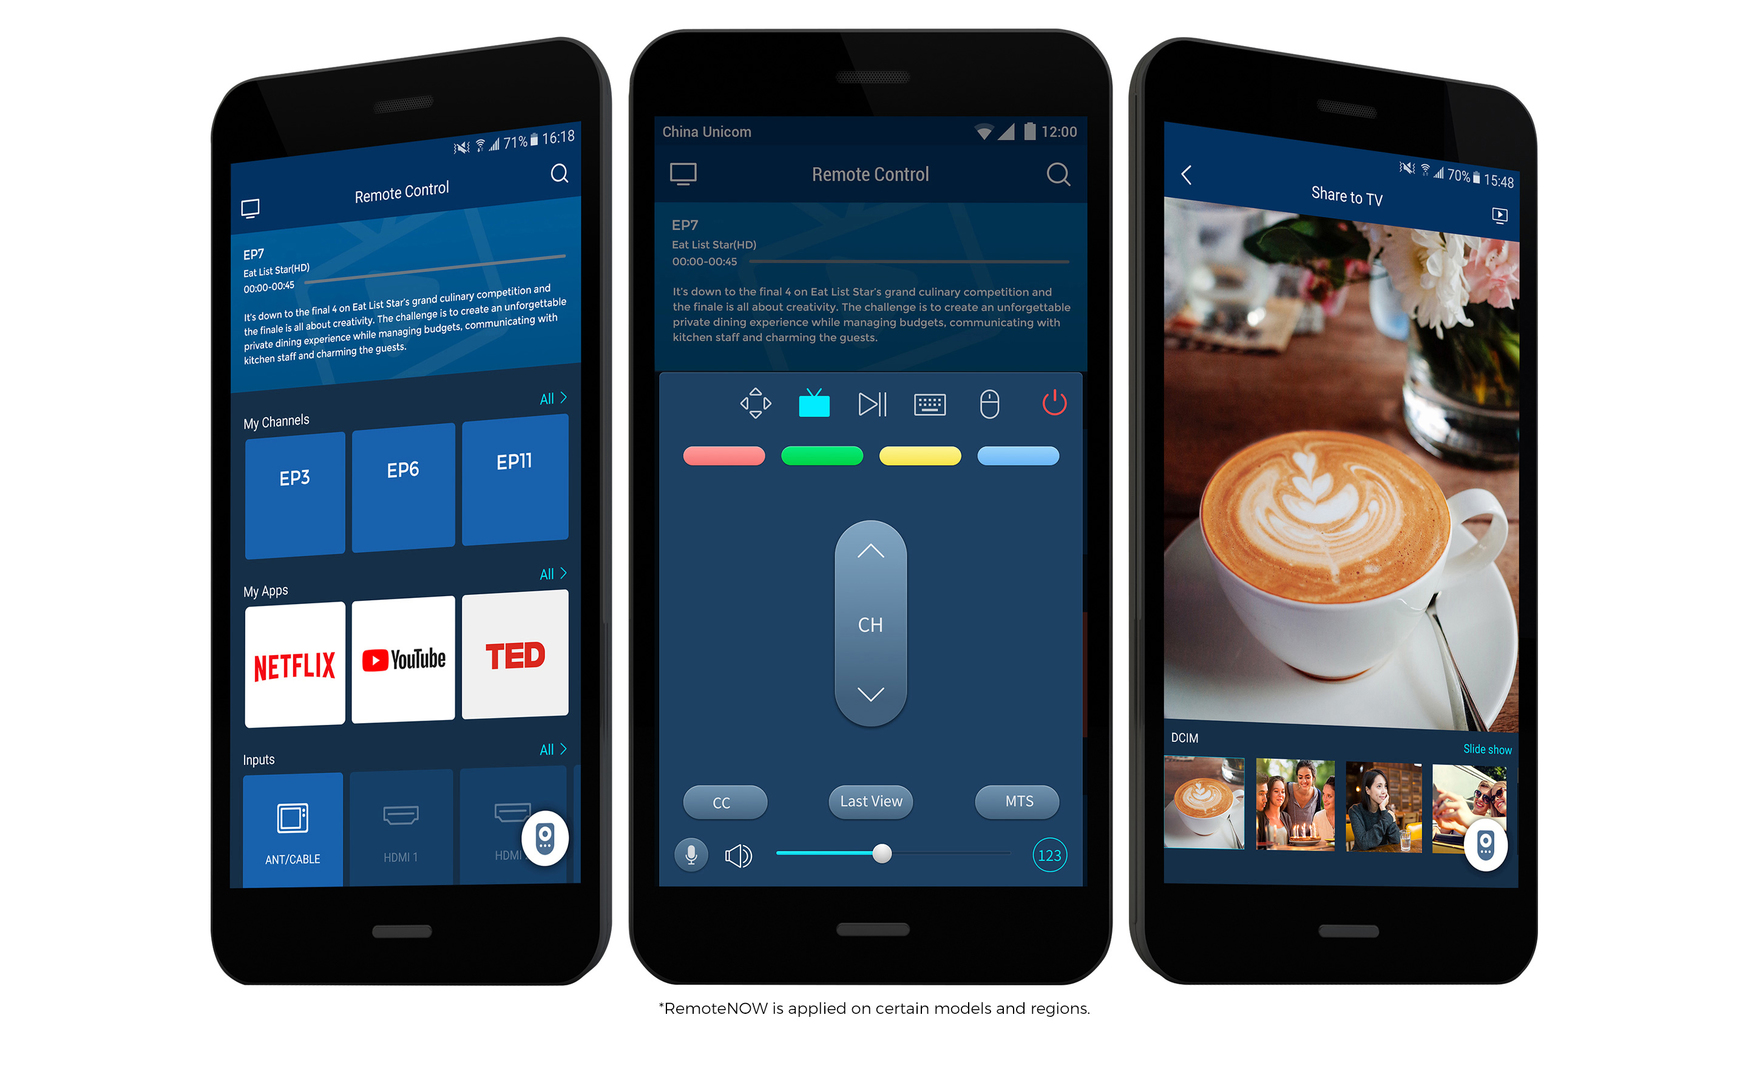 71% 16:18
Remote Control
EP7
Eat List Star(HD)
00:00-00:45
It's down to the final 4 on Eat List Star's grand culinary competition and
the finale is all about creativity. The challenge is to create an unforgettable
private dining experience while managing budgets, communicating with
kitchen staff and charming the guests.
All >
My Channels
EP3
EP6
EP11
All >
My Apps
NETFLIX
YouTube
TED
All >
Inputs
ANT/CABLE
HDMI 1
HDMI
China Unicom
12:00
Remote Control
EP7
Eat List Star(HD)
00:00-00:45
It's down to the final 4 on Eat List Star's grand culinary competition and
the finale is all about creativity. The challenge is to create an unforgettable
private dining experience while managing budgets, communicating with
kitchen staff and charming the guests.
CH
CC
Last View
MTS
123
70% 15:48
Share to TV
DCIM
Slide show
*RemoteNOW is applied on certain models and regions.